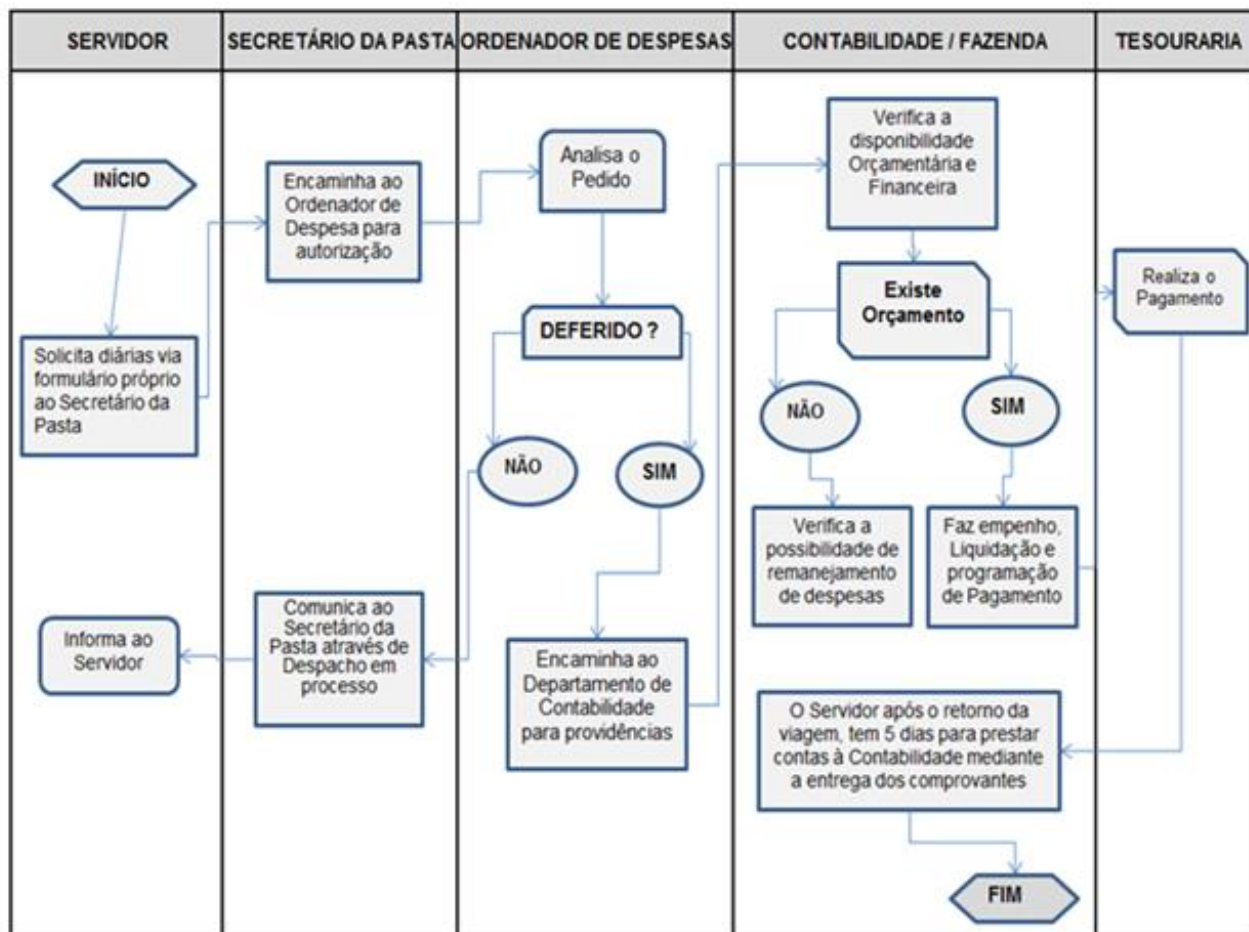 SERVIDOR
SECRETÁRIO DA PASTA
ORDENADOR DE DESPESAS
CONTABILIDADE / FAZENDA
TESOURARIA
INÍCIO
Solicita diárias via
formulário próprio
ao Secretário da
Pasta
Informa ao
Servidor
Encaminha ao
Ordenador de
Despesa para
autorização
Comunica ao
Secretário da
Pasta através de
Despacho em
processo
Analisa o
Pedido
DEFERIDO ?
NÃO
SIM
Encaminha ao
Departamento de
Contabilidade
para providências
Verifica a
disponibilidade
Orçamentária e
Financeira
Existe
Orçamento
NÃO
SIM
Verifica a
possibilidade de
remanejamento
de despesas
Faz empenho,
Liquidação e
programação
de Pagamento
O Servidor após o retorno da
viagem, tem 5 dias para prestar
contas à Contabilidade mediante
a entrega dos comprovantes
FIM
Realiza o
Pagamento